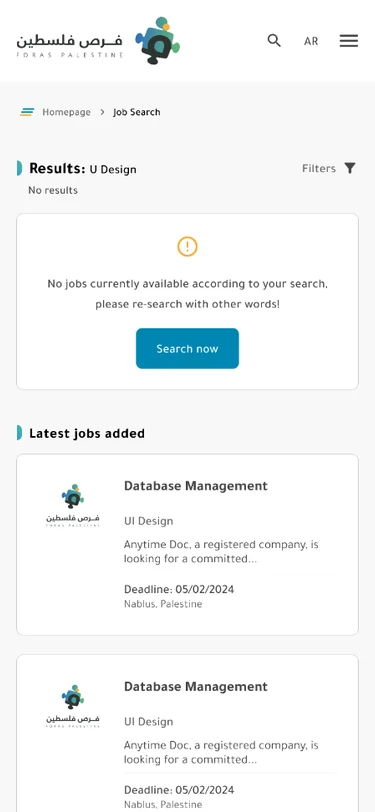 فرص فلسطين
FORAS PALESTINE
AR
Homepage > Job Search
Results: U Design
Filters
No results
No jobs currently available according to your search,
please re-search with other words!
Search now
Latest jobs added
Database Management
فرص فلسطين
FORAS PALESTINE
UI Design
Anytime Doc, a registered company, is
looking for a committed...
Deadline: 05/02/2024
Nablus, Palestine
Database Management
فرص فلسطين
FORAS PALESTINE
UI Design
Anytime Doc, a registered company, is
looking for a committed...
Deadline: 05/02/2024
Nablus, Palestine